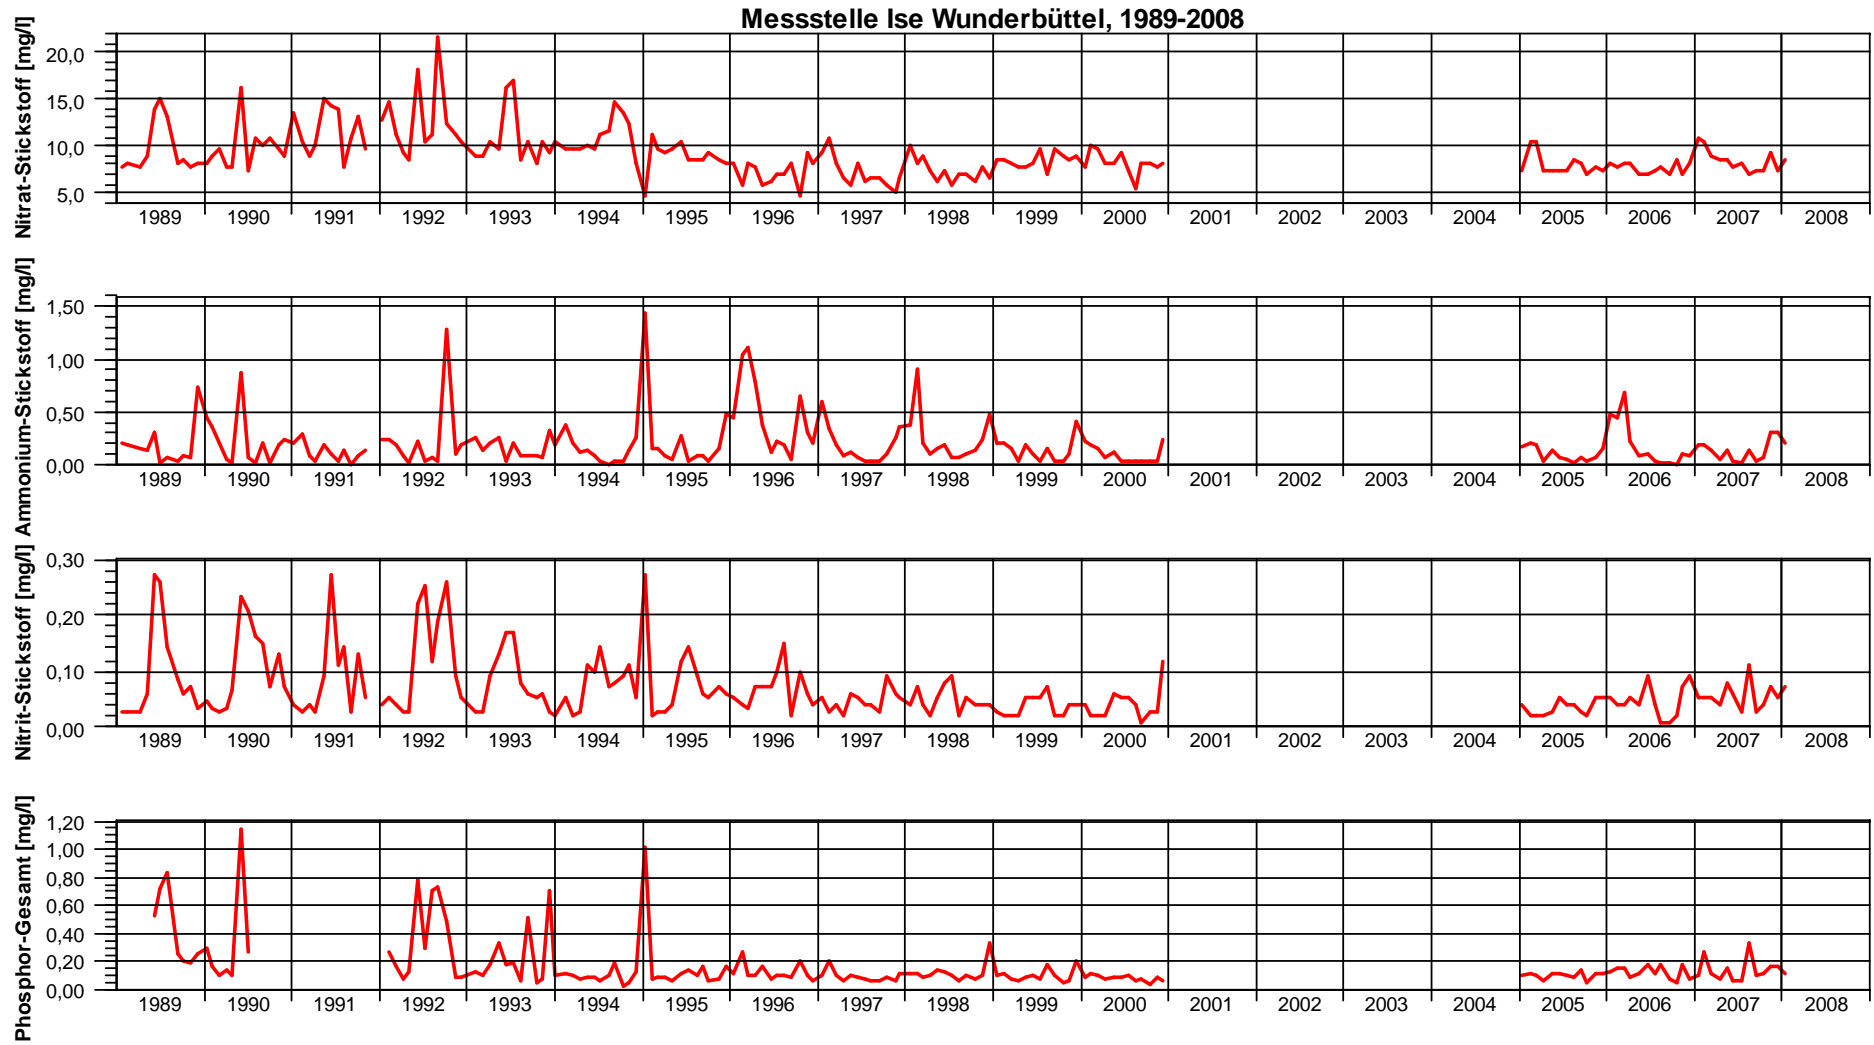 Messstelle Ise Wunderbüttel, 1989-2008
Nitrat-Stickstoff [mg/l]
20,0
15,0
10,0
5,0
1989 1990 1991 1992 1993 1994 1995 1996 1997 1998 1999 2000 2001 2002 2003 2004 2005 2006 2007 2008
Ammonium-Stickstoff [mg/l]
1,50
1,00
0,50
0,00
1989 1990 1991 1992 1993 1994 1995 1996 1997 1998 1999 2000 2001 2002 2003 2004 2005 2006 2007 2008
Nitrit-Stickstoff [mg/l]
0,30
0,20
0,10
0,00
1989 1990 1991 1992 1993 1994 1995 1996 1997 1998 1999 2000 2001 2002 2003 2004 2005 2006 2007 2008
Phosphor-Gesamt [mg/l]
1,20
1,00
0,80
0,60
0,40
0,20
0,00
1989 1990 1991 1992 1993 1994 1995 1996 1997 1998 1999 2000 2001 2002 2003 2004 2005 2006 2007 2008